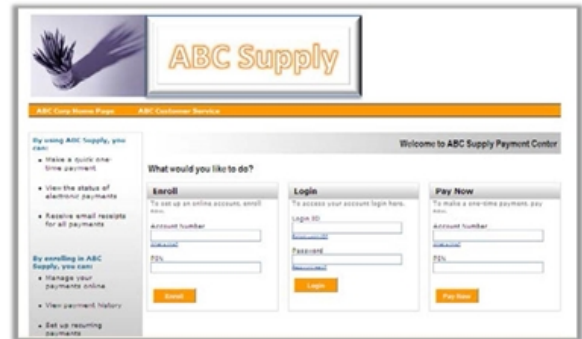 ABC Supply
ABC Corp Home Page ABC Customer Service
Welcome to ABC Supply Payment Center
By using ABC Supply, you
can:
Make a quick one-
time payment
View the status of
electronic payments
Receive email receipts
for all payments
By enrolling in ABC
Supply, you can:
Manage your
payments online
View payment history
Set up recurring
payments
What would you like to do?
Enroll
To set up an online account, enroll
now.
Account Number
PIN
Enroll
Login
To access your account login here.
Login ID
Password
Login
Pay Now
To make a one-time payment, pay
now.
Account Number
PIN
Pay Now